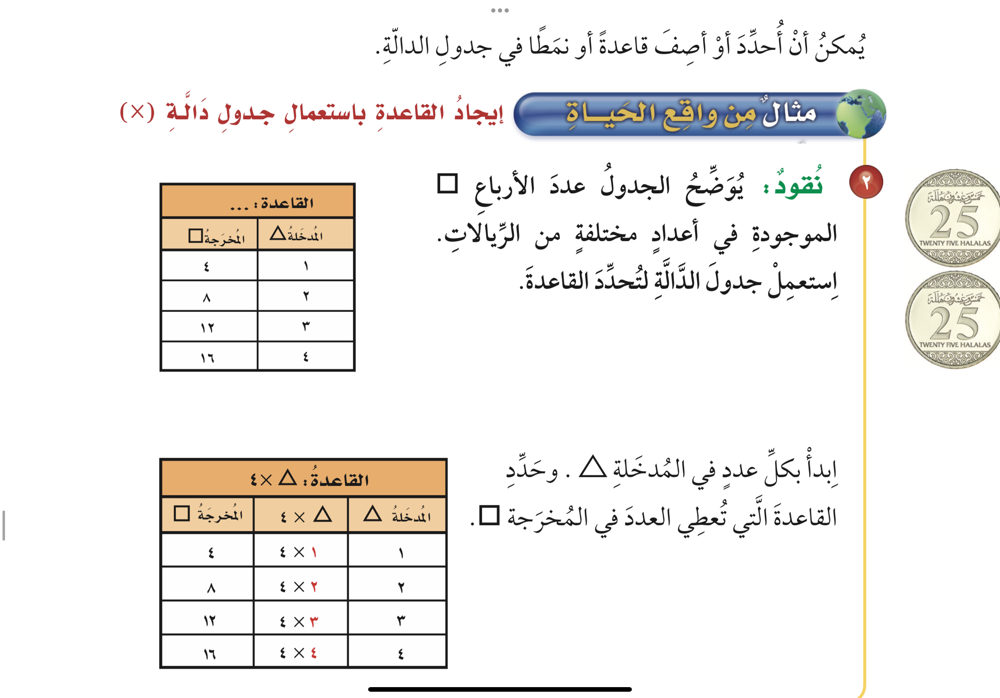 يُمكنُ أنْ أُحدِّدَ أوْ أصِفَ قاعدةً أو نمَطًا في جدولِ الدالّةِ.
مثالٌ مِن واقِع الحَيـاةِ إيجادُ القاعدةِ باستعمالِ جدولِ دَالَّةِ (×)
٢ نُقودٌ: يُوَضِّحُ الجدولُ عددَ الأرباعِ □
الموجودةِ في أعدادٍ مختلفةٍ من الرِّيالاتِ.
اِستعمِلْ جدولَ الدَّالَّةِ لتُحدِّدَ القاعدةَ.
القاعدة: ...
المُدخَلةُ △ المُخرَجةُ □
١ ٤
٢ ٨
٣ ١٢
٤ ١٦
خمس وعشرون هللة
25
TWENTY FIVE HALALAS
خمس وعشرون هللة
25
TWENTY FIVE HALALAS
اِبدأْ بكلِّ عددٍ في المُدخَلةِ △ . وحَدِّدِ
القاعدةَ الَّتي تُعطِي العددَ في المُخرَجة □ .
القاعدةُ: △ × ٤
المُدخَلةُ △ △ × ٤ المُخرجَةُ □
١ ١ × ٤ ٤
٢ ٢ × ٤ ٨
٣ ٣ × ٤ ١٢
٤ ٤ × ٤ ١٦